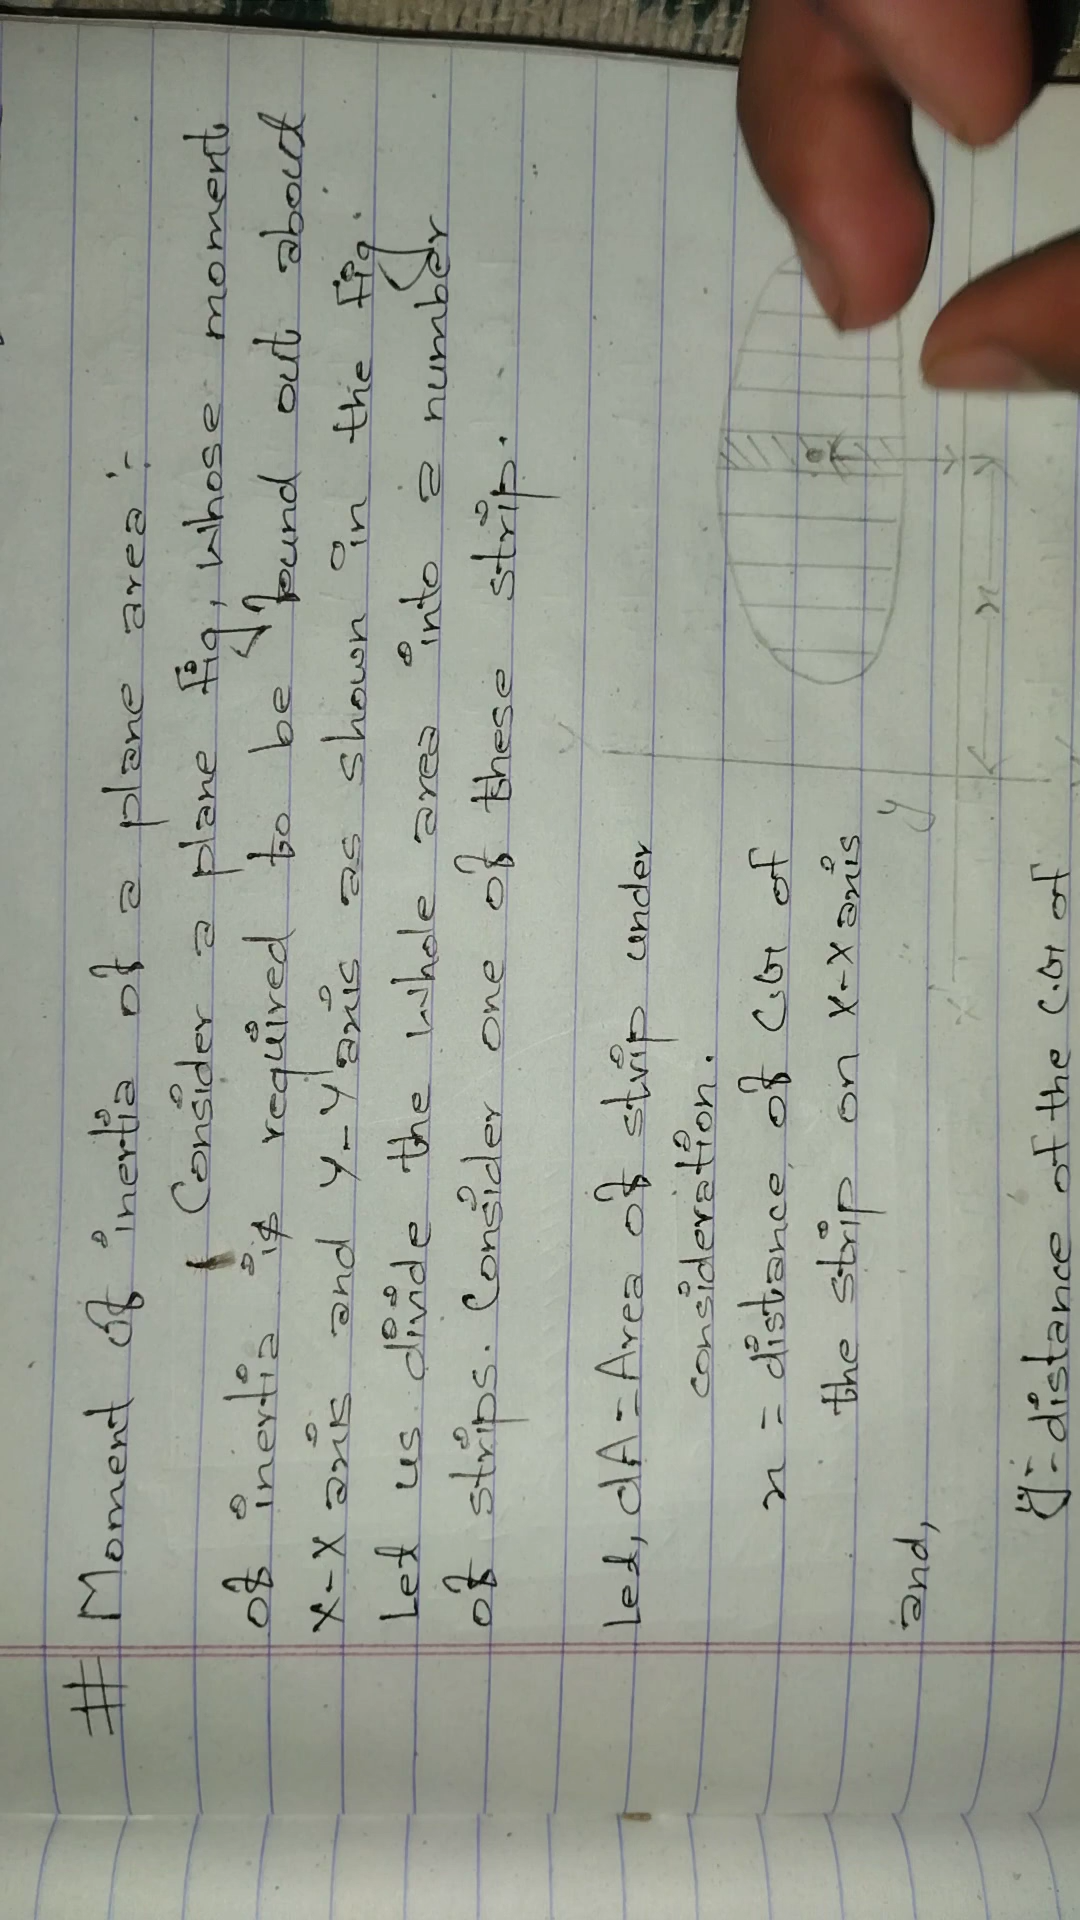 # Moment of inertia of a plane area :-
Consider a plane fig, whose moment
of inertia is required to be found out about
X-X axis and Y-Y axis as shown in the fig.
Let us divide the whole area into a number
of strips. Consider one of these strip.
Let, dA = Area of strip under
consideration.
x = distance of C.G of
the strip on X-X axis
and,
y = distance of the C.G of
Y
y
x
X